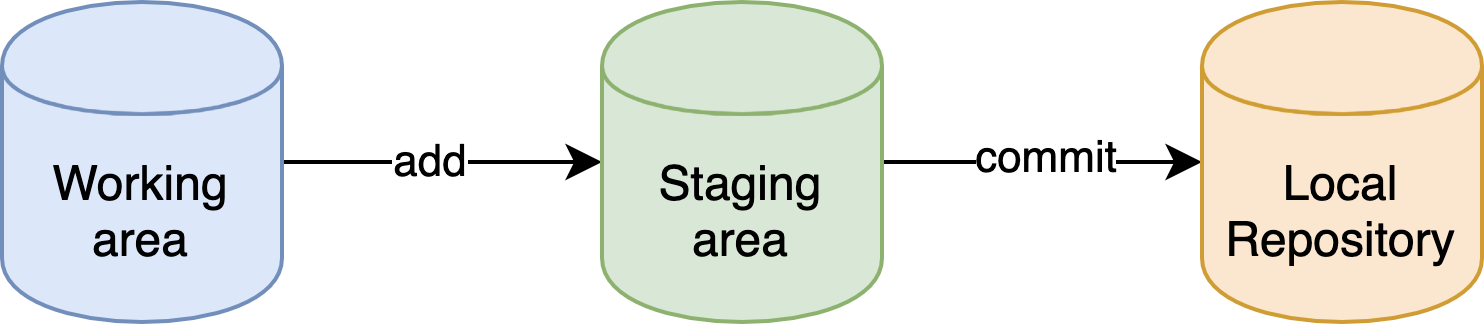 Working
area
add
Staging
area
commit
Local
Repository